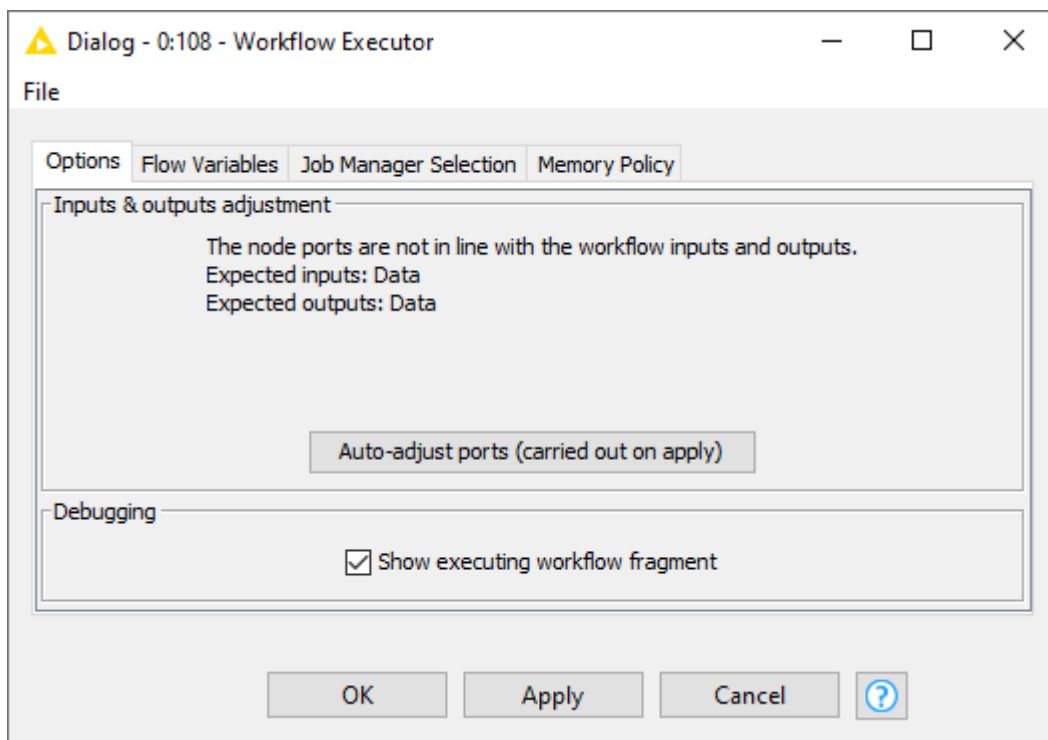 Dialog - 0:108 - Workflow Executor
File
Options Flow Variables Job Manager Selection Memory Policy
Inputs & outputs adjustment
The node ports are not in line with the workflow inputs and outputs.
Expected inputs: Data
Expected outputs: Data
Auto-adjust ports (carried out on apply)
Debugging
Show executing workflow fragment
OK Apply Cancel ?